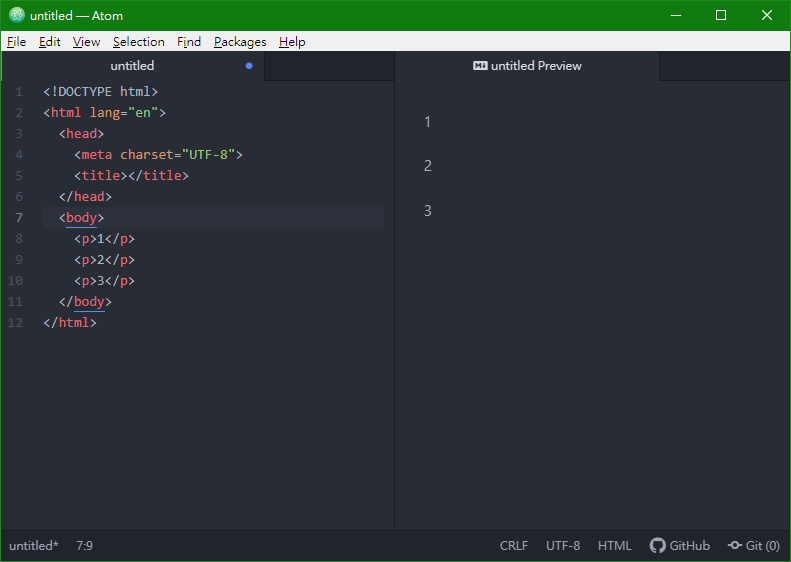 untitled — Atom
File Edit View Selection Find Packages Help
untitled
untitled Preview
1 <!DOCTYPE html>
2 <html lang="en">
3 <head>
4 <meta charset="UTF-8">
5 <title></title>
6 </head>
7 <body>
8 <p>1</p>
9 <p>2</p>
10 <p>3</p>
11 </body>
12 </html>
1
2
3
untitled* 7:9 CRLF UTF-8 HTML GitHub Git (0)